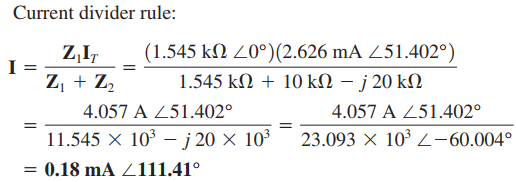 Current divider rule:
I = Z₁I_T / (Z₁ + Z₂) = (1.545 kΩ ∠0°)(2.626 mA ∠51.402°) / (1.545 kΩ + 10 kΩ − j 20 kΩ)
= 4.057 A ∠51.402° / (11.545 × 10³ − j 20 × 10³) = 4.057 A ∠51.402° / (23.093 × 10³ ∠−60.004°)
= 0.18 mA ∠111.41°